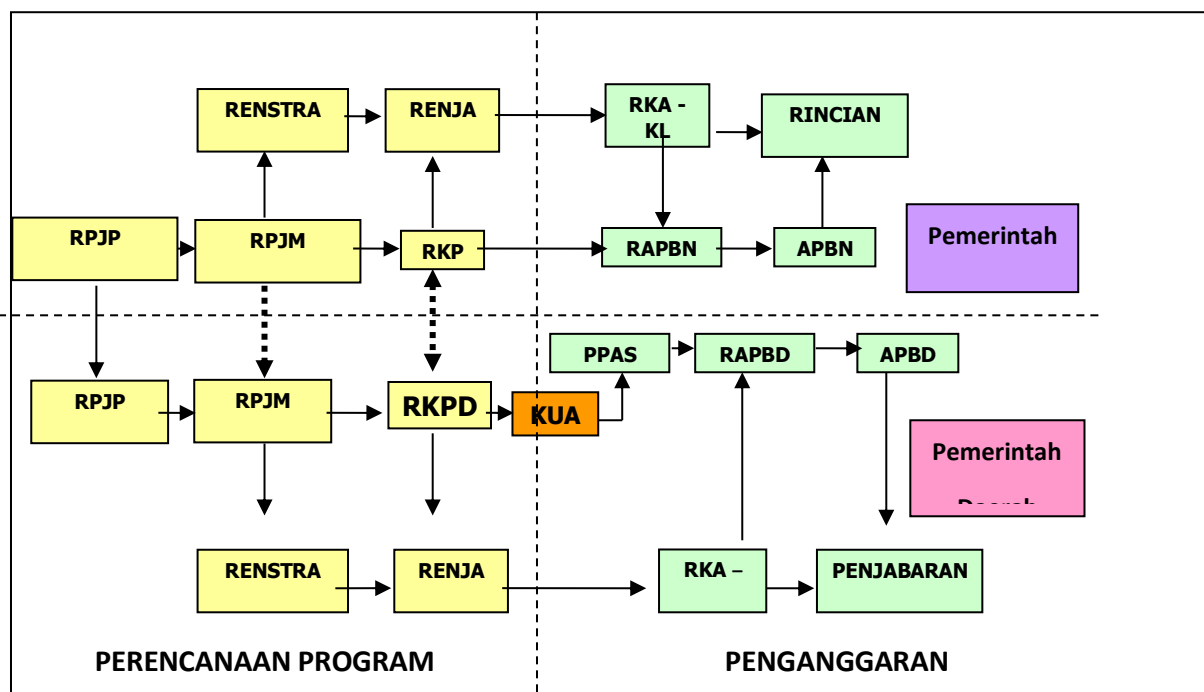 RENSTRA
RENJA
RKA -
KL
RINCIAN
RPJP
RPJM
RKP
RAPBN
APBN
Pemerintah
PPAS
RAPBD
APBD
RPJP
RPJM
RKPD
KUA
Pemerintah
RENSTRA
RENJA
RKA –
PENJABARAN
PERENCANAAN PROGRAM
PENGANGGARAN